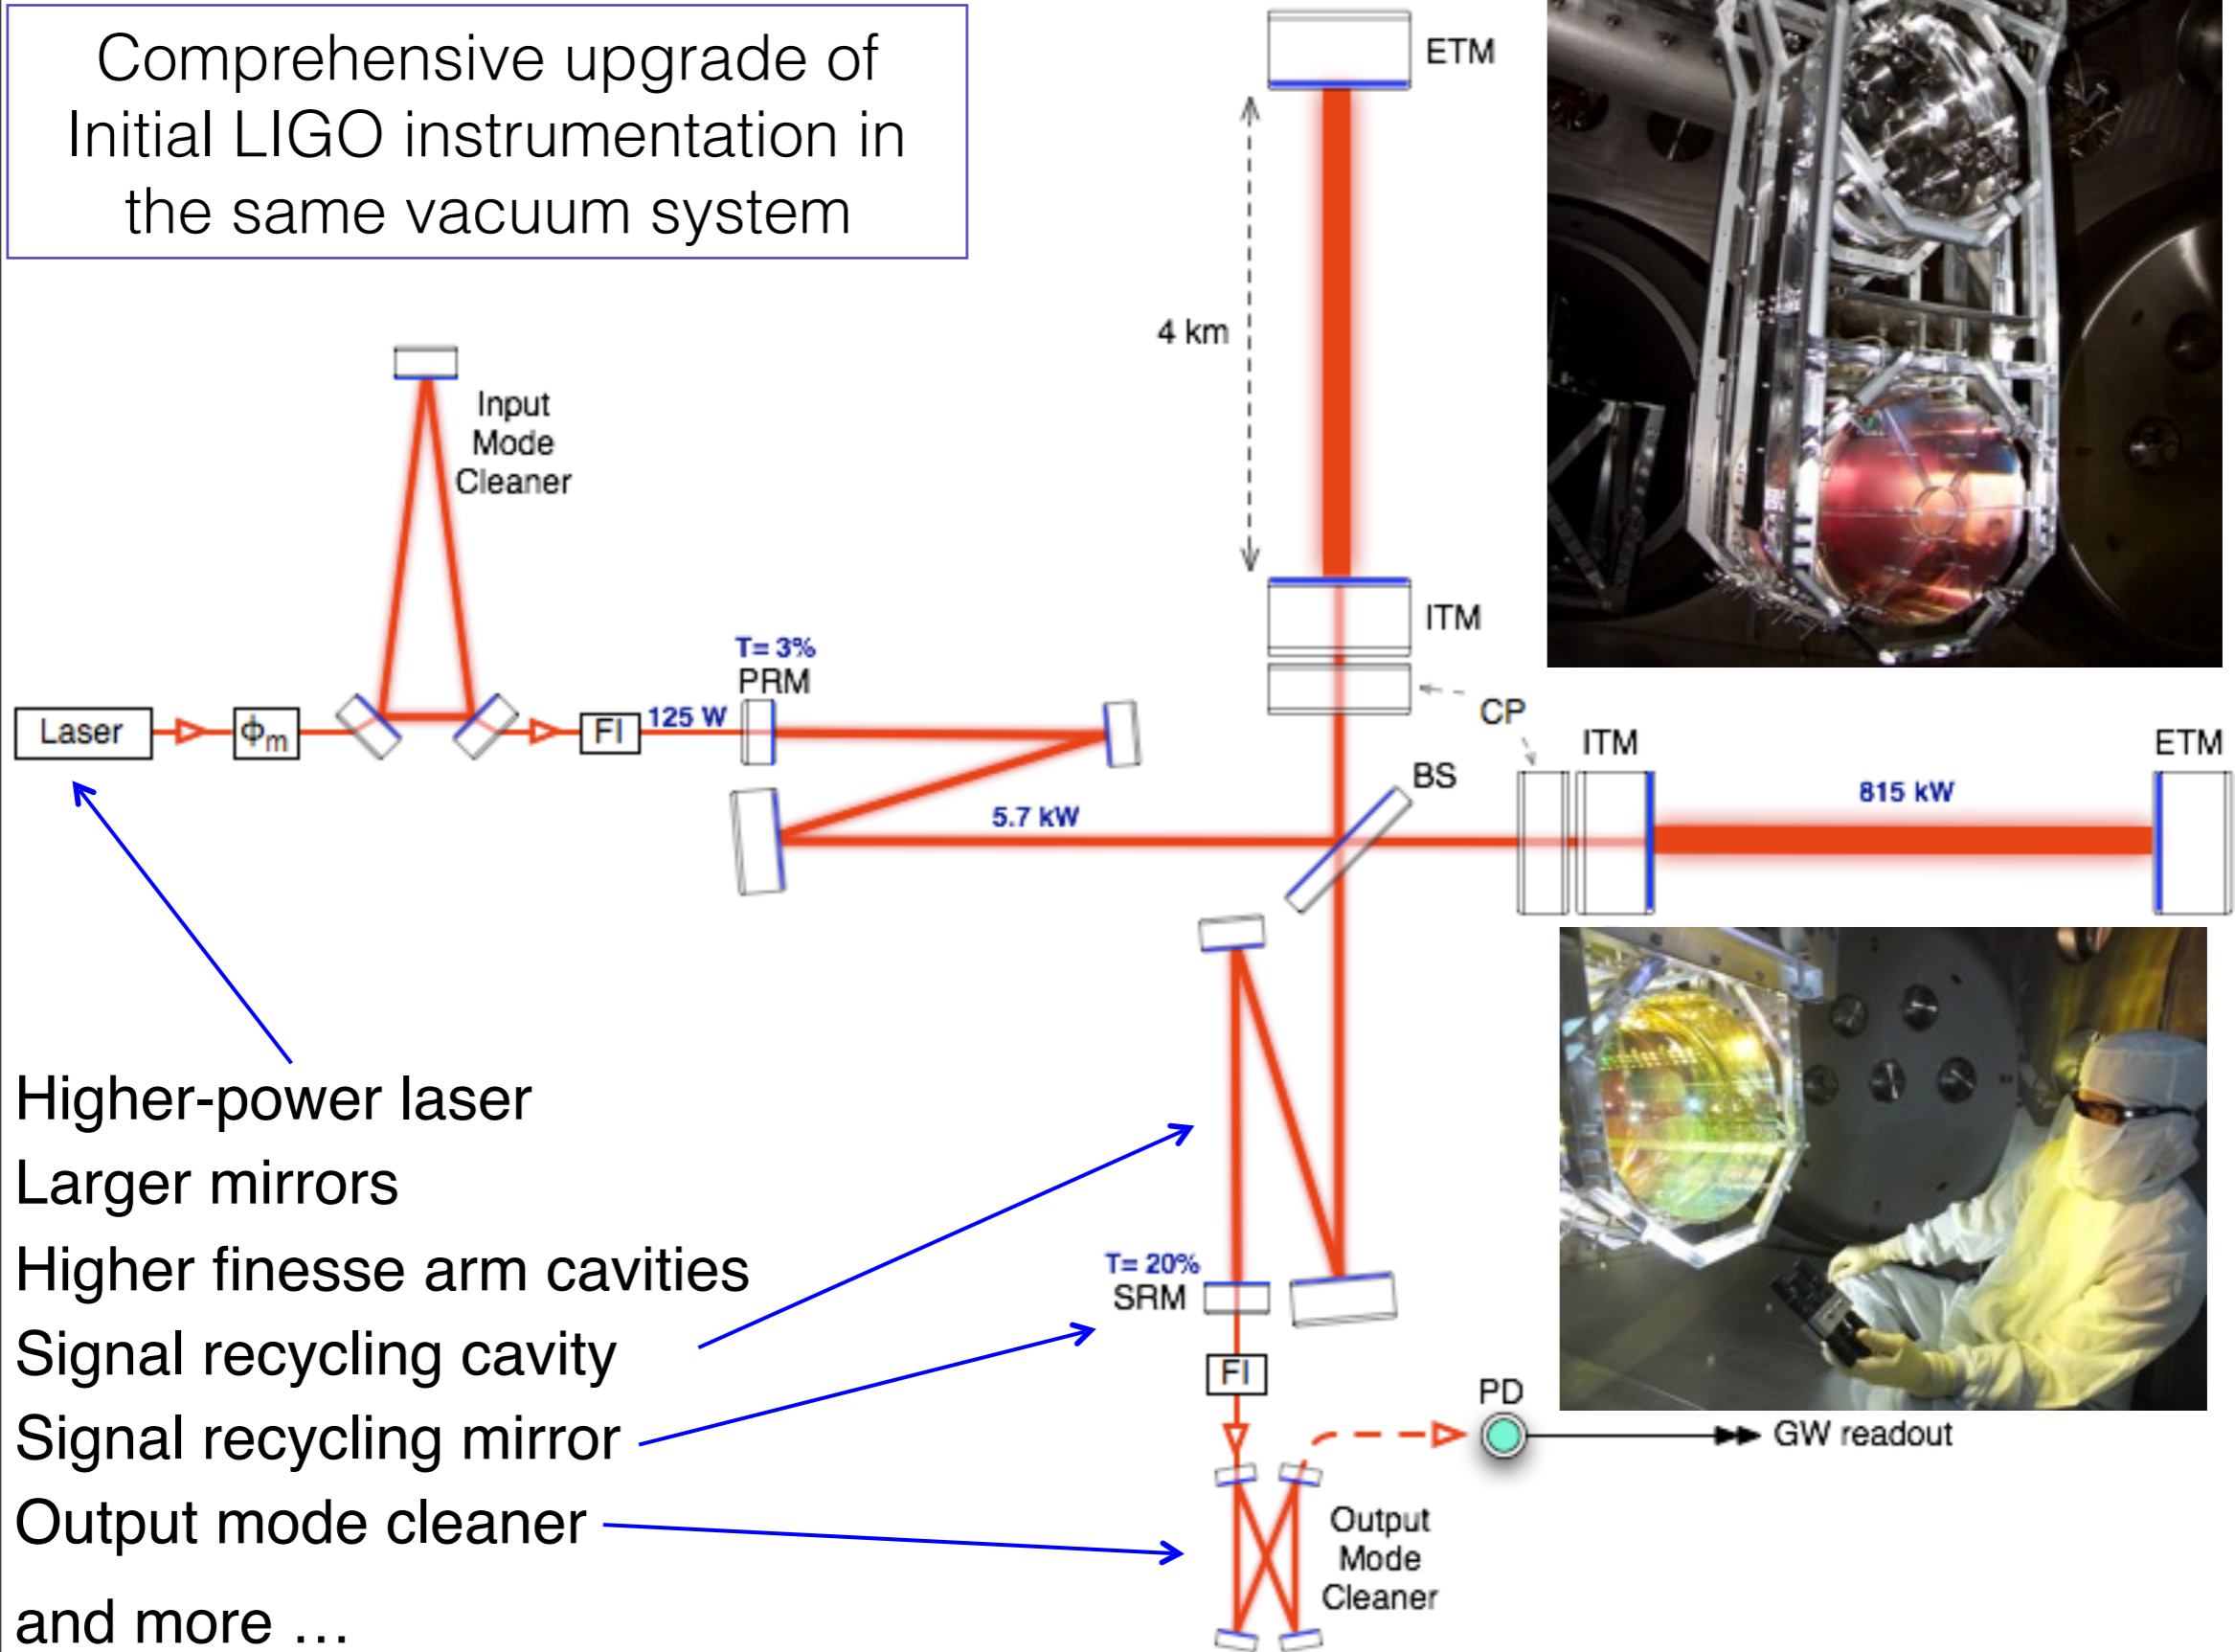 Comprehensive upgrade of
Initial LIGO instrumentation in
the same vacuum system
ETM
4 km
Input
Mode
Cleaner
ITM
T= 3%
PRM
Laser
ϕm
FI
125 W
CP
ITM
ETM
BS
5.7 kW
815 kW
Higher-power laser
Larger mirrors
Higher finesse arm cavities
Signal recycling cavity
Signal recycling mirror
Output mode cleaner
and more …
T= 20%
SRM
FI
PD
GW readout
Output
Mode
Cleaner